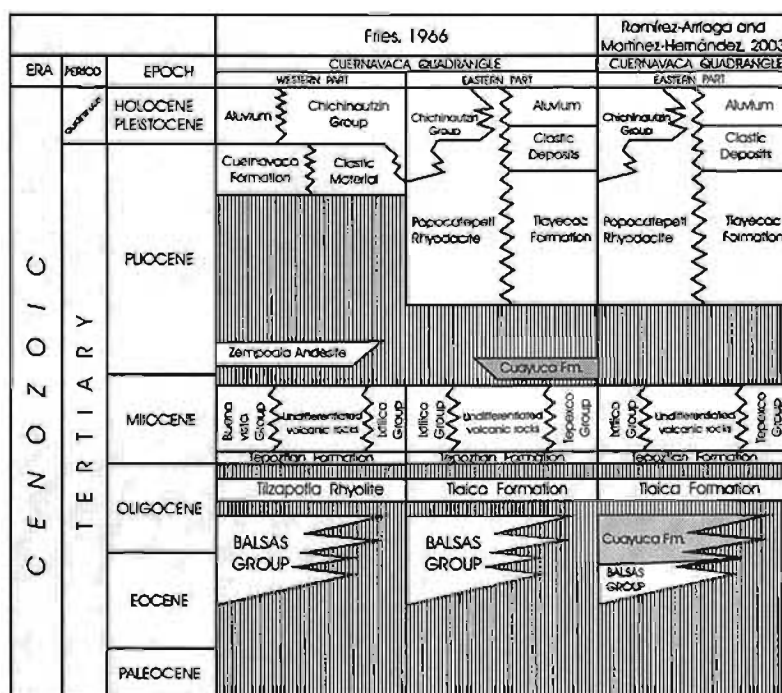 Fries, 1966
Ramírez-Arriaga and
Martínez-Hernández, 2003
CUERNAVACA QUADRANGLE
CUERNAVACA QUADRANGLE
ERA
PERIOD
EPOCH
WESTERN PART
EASTERN PART
EASTERN PART
CENOZOIC
Quaternary
TERTIARY
HOLOCENE
PLEISTOCENE
Aluvium
Chichinautzin
Group
Chichinautzin
Group
Aluvium
Clastic
Deposits
Chichinautzin
Group
Aluvium
Clastic
Deposits
Cuernavaca
Formation
Clastic
Material
PLIOCENE
Popocatepetl
Rhyodacite
Tlayecac
Formation
Popocatepetl
Rhyodacite
Tlayecac
Formation
Zempoala Andesite
Cuayuca Fm.
MIOCENE
Buena
vista
Group
Undifferentiated
volcanic rocks
Ixtlilco
Group
Ixtlilco
Group
Undifferentiated
volcanic rocks
Tepexco
Group
Ixtlilco
Group
Undifferentiated
volcanic rocks
Tepexco
Group
Tepoztlan Formation
Tepoztlan Formation
Tepoztlan Formation
OLIGOCENE
Tilzapotla Rhyolite
Tlaica Formation
Tlaica Formation
BALSAS
GROUP
BALSAS
GROUP
Cuayuca Fm.
BALSAS
GROUP
EOCENE
PALEOCENE